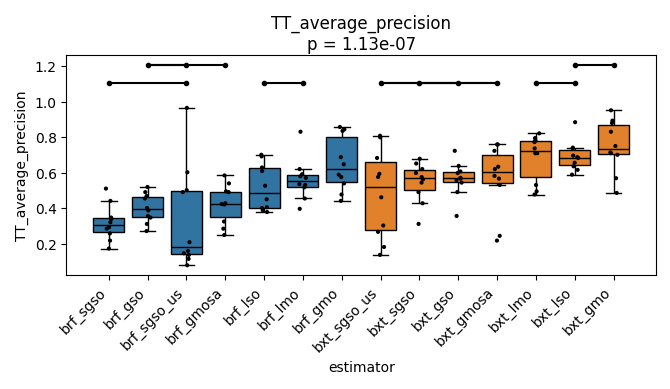 TT_average_precision
p = 1.13e-07
1.2
1.0
0.8
0.6
0.4
0.2
TT_average_precision
brf_sgso
brf_gso
brf_sgso_us
brf_gmosa
brf_lso
brf_lmo
brf_gmo
bxt_sgso_us
bxt_sgso
bxt_gso
bxt_gmosa
bxt_lmo
bxt_lso
bxt_gmo
estimator